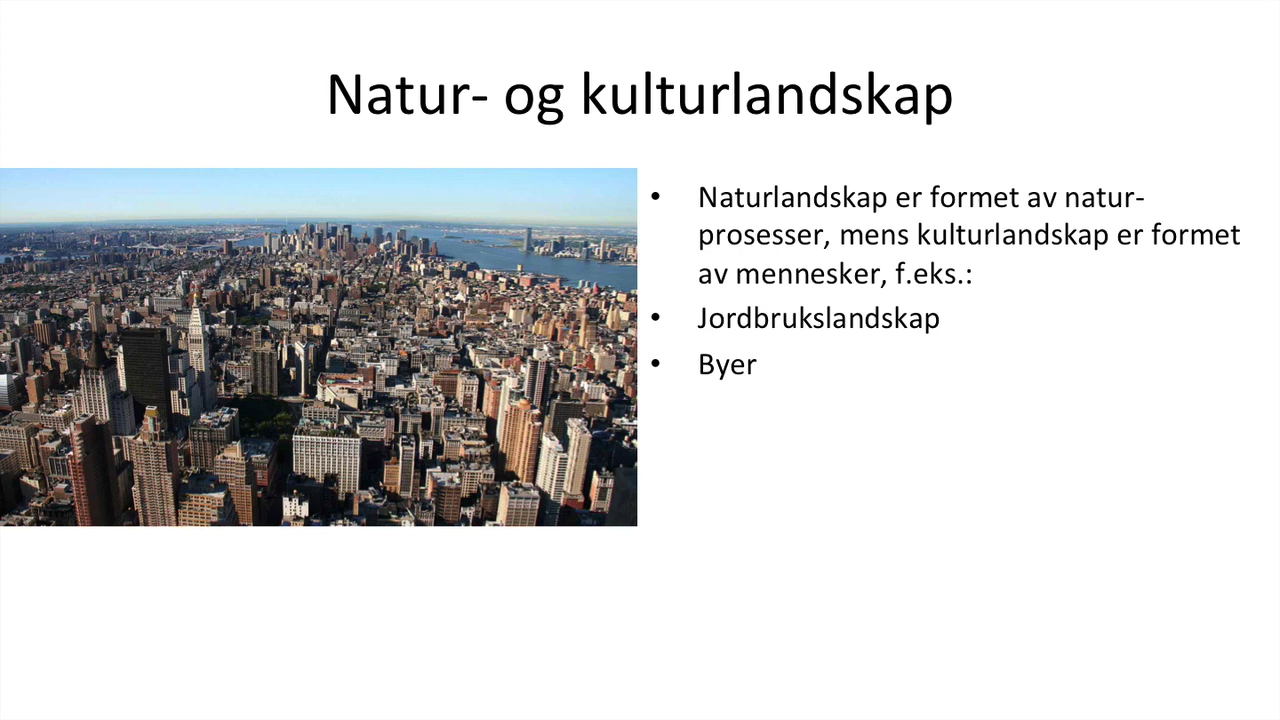 Natur- og kulturlandskap
• Naturlandskap er formet av natur-
prosesser, mens kulturlandskap er formet
av mennesker, f.eks.:
• Jordbrukslandskap
• Byer